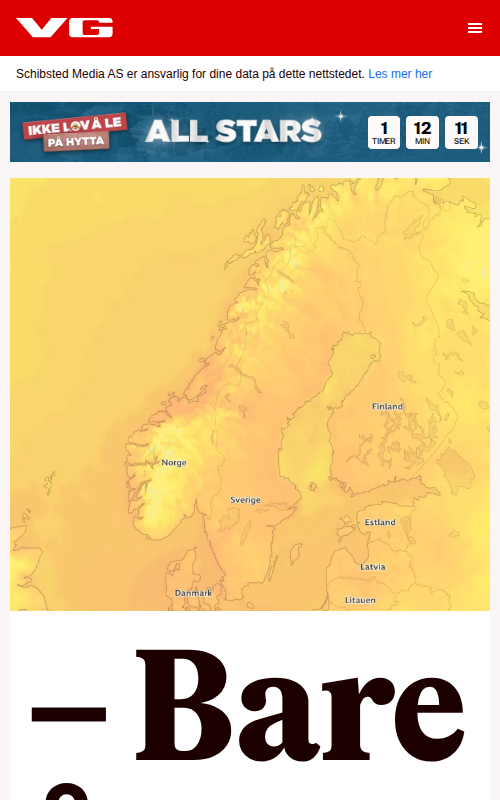 VG
Schibsted Media AS er ansvarlig for dine data på dette nettstedet. Les mer her
IKKE LOV Å LE
PÅ HYTTA
ALL STARS
1
TIMER
12
MIN
11
SEK
Finland
Norge
Sverige
Estland
Latvia
Danmark
Litauen
– Bare